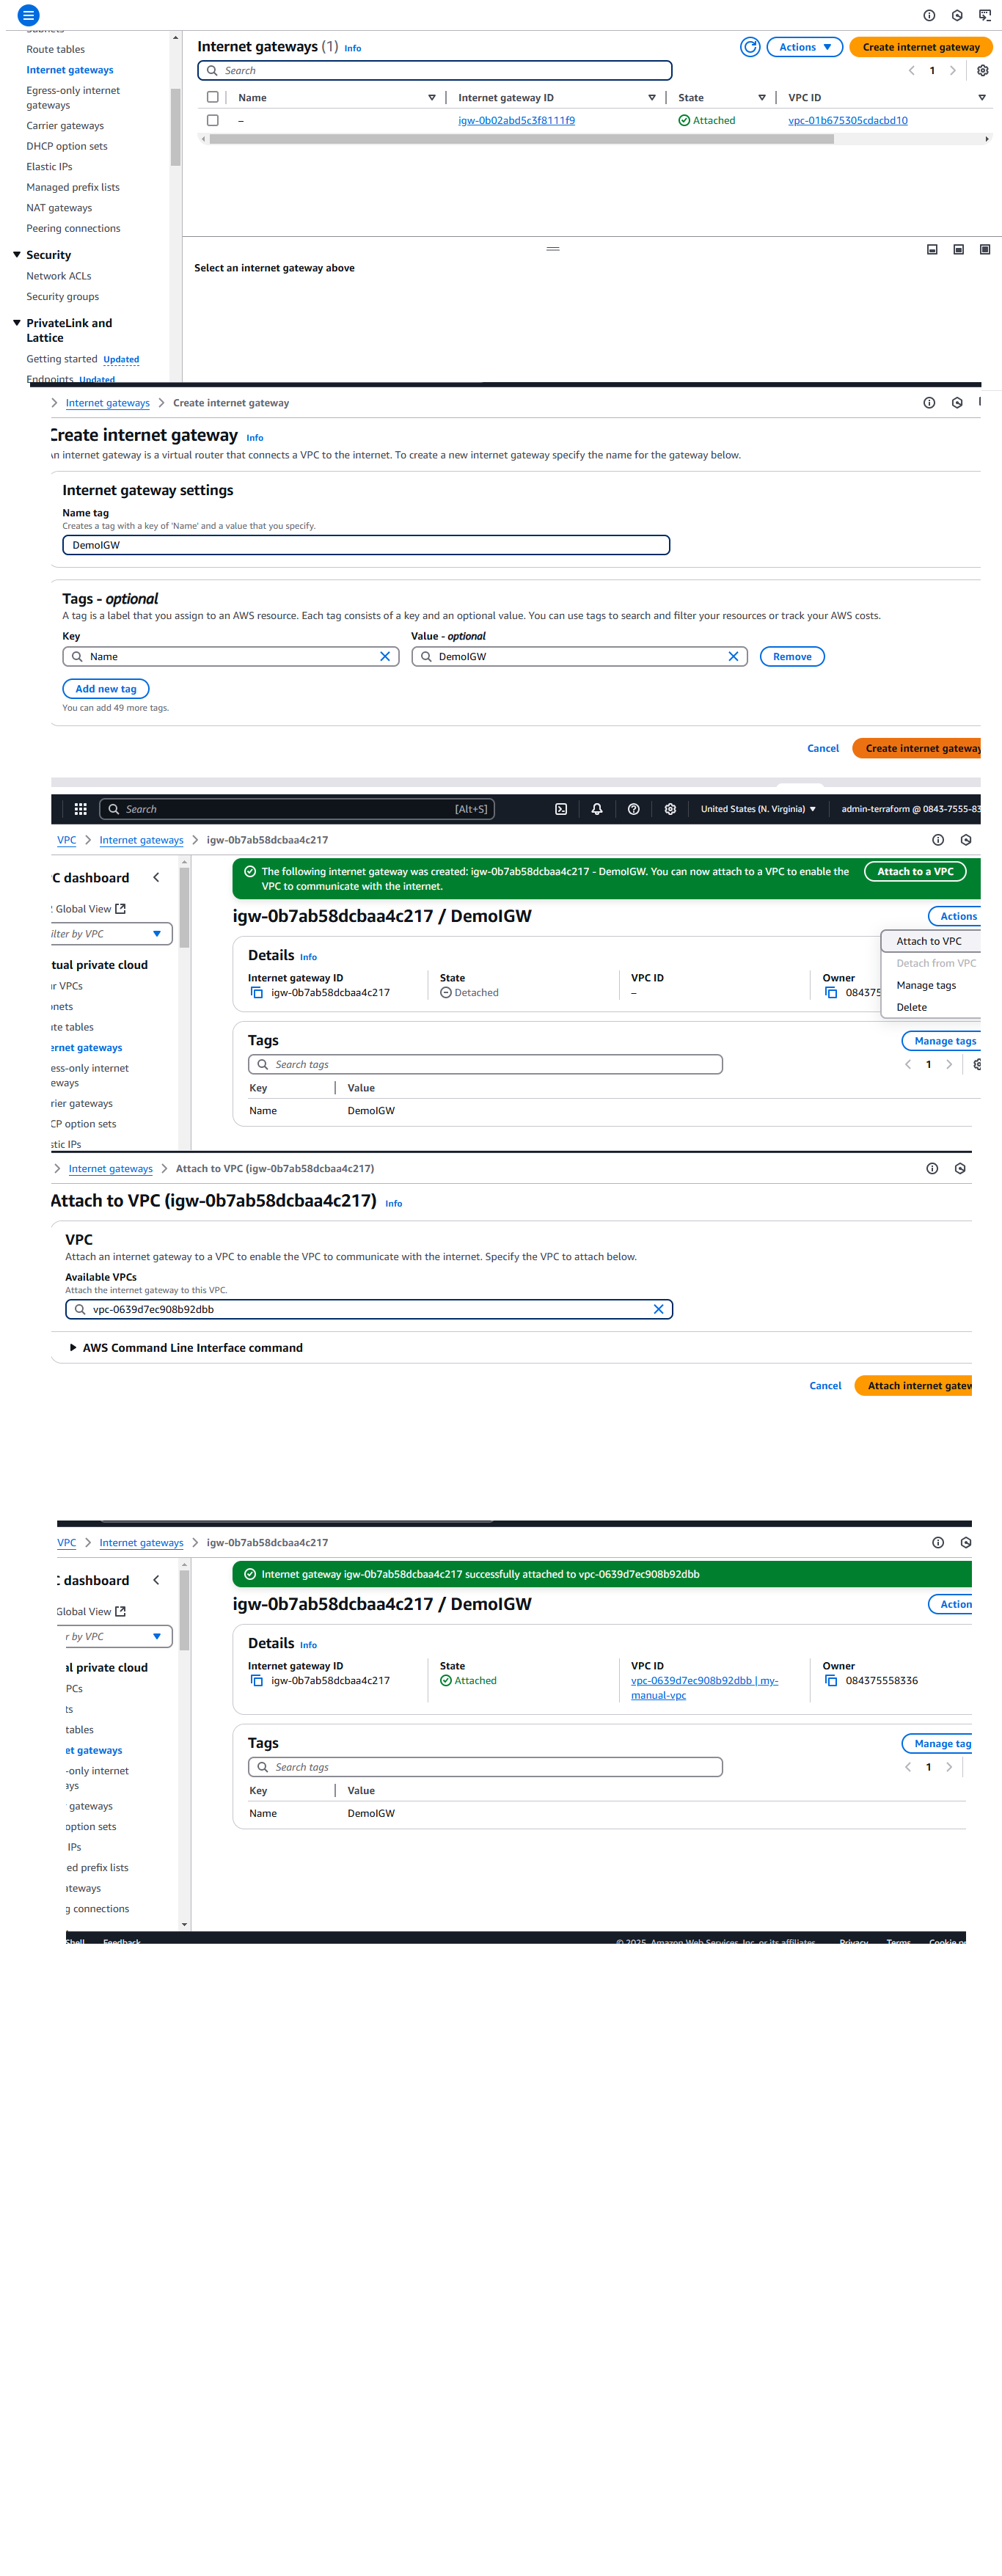 Subnets
Route tables
Internet gateways
Egress-only internet
gateways
Carrier gateways
DHCP option sets
Elastic IPs
Managed prefix lists
NAT gateways
Peering connections
Security
Network ACLs
Security groups
PrivateLink and
Lattice
Getting started Updated
Endpoints Updated
Internet gateways (1) Info
Actions
Create internet gateway
Search
1
Name
Internet gateway ID
State
VPC ID
–
igw-0b02abd5c3f8111f9
Attached
vpc-01b675305cdacbd10
Select an internet gateway above
Internet gateways
Create internet gateway
Create internet gateway Info
An internet gateway is a virtual router that connects a VPC to the internet. To create a new internet gateway specify the name for the gateway below.
Internet gateway settings
Name tag
Creates a tag with a key of 'Name' and a value that you specify.
DemoIGW
Tags - optional
A tag is a label that you assign to an AWS resource. Each tag consists of a key and an optional value. You can use tags to search and filter your resources or track your AWS costs.
Key
Value - optional
Name
DemoIGW
Remove
Add new tag
You can add 49 more tags.
Cancel
Create internet gateway
Search
[Alt+S]
United States (N. Virginia)
admin-terraform @ 0843-7555-83
VPC
Internet gateways
igw-0b7ab58dcbaa4c217
C dashboard
Global View
ilter by VPC
tual private cloud
ur VPCs
nets
ute tables
ernet gateways
ess-only internet
eways
rier gateways
CP option sets
stic IPs
The following internet gateway was created: igw-0b7ab58dcbaa4c217 - DemoIGW. You can now attach to a VPC to enable the
VPC to communicate with the internet.
Attach to a VPC
igw-0b7ab58dcbaa4c217 / DemoIGW
Actions
Attach to VPC
Detach from VPC
Manage tags
Delete
Details Info
Internet gateway ID
igw-0b7ab58dcbaa4c217
State
Detached
VPC ID
–
Owner
084375
Tags
Manage tags
Search tags
1
Key
Value
Name
DemoIGW
Internet gateways
Attach to VPC (igw-0b7ab58dcbaa4c217)
Attach to VPC (igw-0b7ab58dcbaa4c217) Info
VPC
Attach an internet gateway to a VPC to enable the VPC to communicate with the internet. Specify the VPC to attach below.
Available VPCs
Attach the internet gateway to this VPC.
vpc-0639d7ec908b92dbb
AWS Command Line Interface command
Cancel
Attach internet gatew
VPC
Internet gateways
igw-0b7ab58dcbaa4c217
C dashboard
Global View
r by VPC
al private cloud
PCs
ts
tables
et gateways
-only internet
ays
gateways
option sets
IPs
ed prefix lists
ateways
g connections
Internet gateway igw-0b7ab58dcbaa4c217 successfully attached to vpc-0639d7ec908b92dbb
igw-0b7ab58dcbaa4c217 / DemoIGW
Action
Details Info
Internet gateway ID
igw-0b7ab58dcbaa4c217
State
Attached
VPC ID
vpc-0639d7ec908b92dbb | my-
manual-vpc
Owner
084375558336
Tags
Manage tag
Search tags
1
Key
Value
Name
DemoIGW
Shell
Feedback
© 2025, Amazon Web Services, Inc. or its affiliates.
Privacy
Terms
Cookie pr